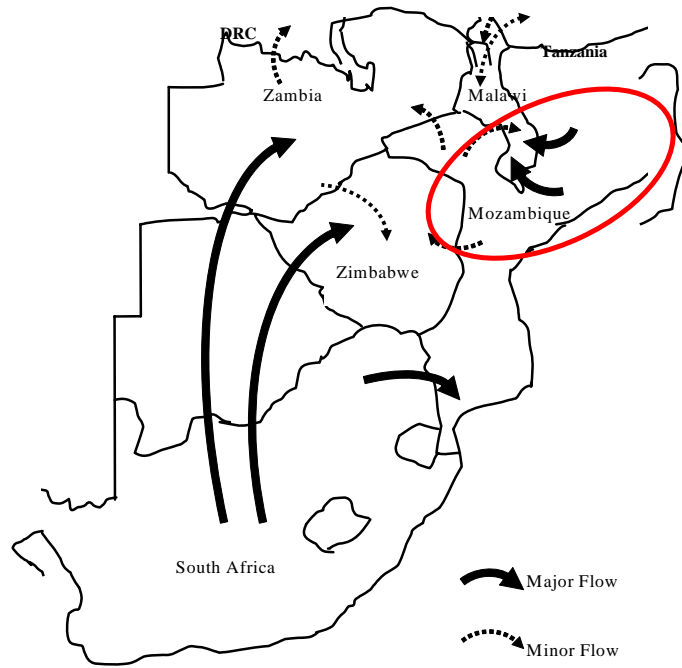 DRC
Tanzania
Zambia
Malawi
Mozambique
Zimbabwe
South Africa
Major Flow
Minor Flow